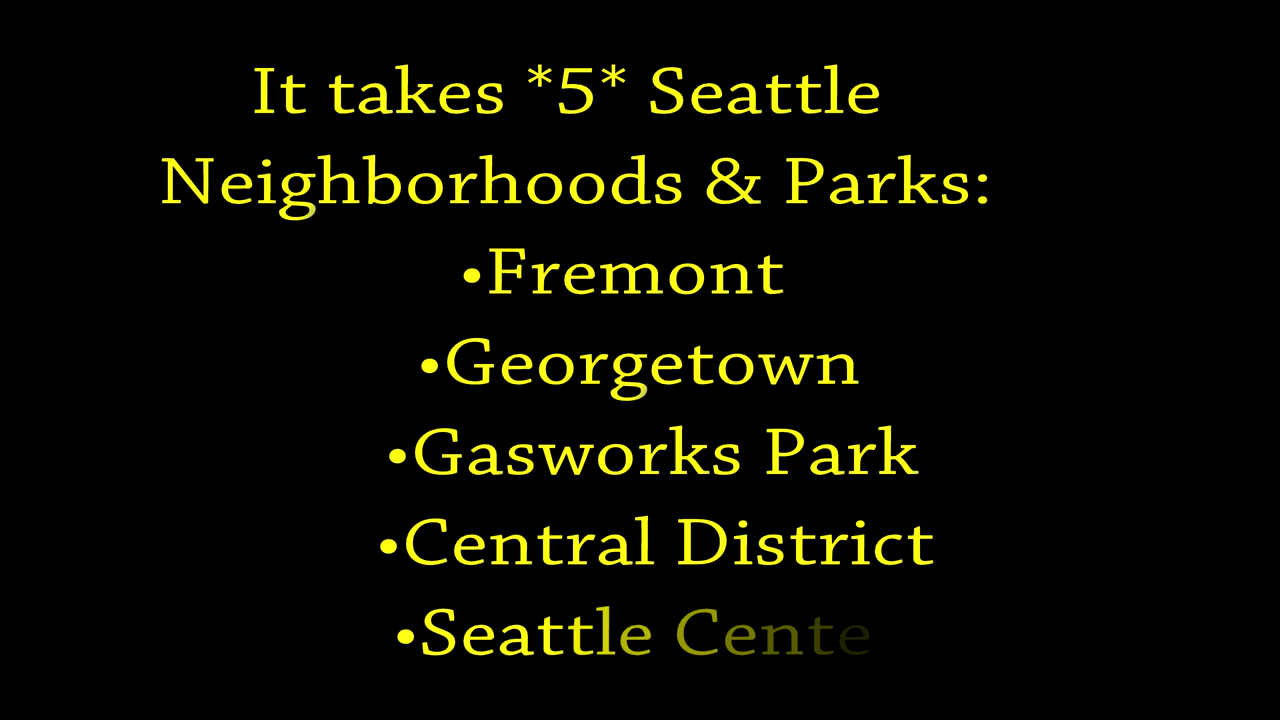 It takes *5* Seattle
Neighborhoods & Parks:
•Fremont
•Georgetown
•Gasworks Park
•Central District
•Seattle Cente